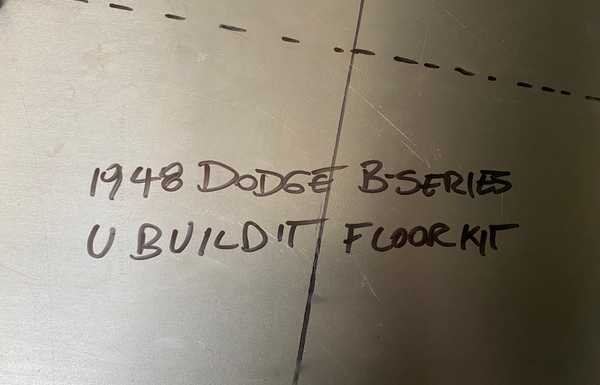 1948 DODGE B-SERIES
U BUILD IT FLOOR KIT